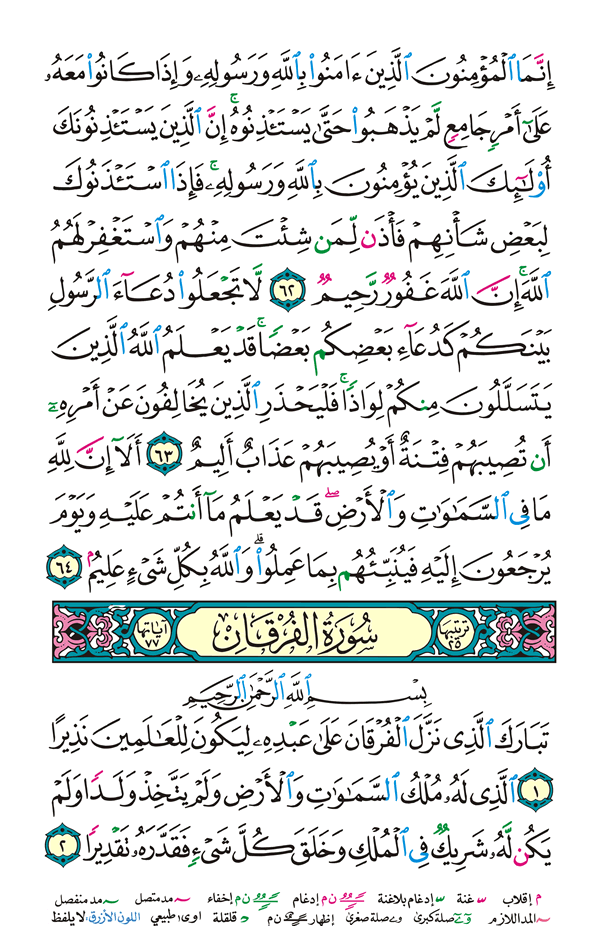 إِنَّمَا ٱلْمُؤْمِنُونَ ٱلَّذِينَ ءَامَنُوا۟ بِٱللَّهِ وَرَسُولِهِۦ وَإِذَا كَانُوا۟ مَعَهُۥ
عَلَىٰٓ أَمْرٍ جَامِعٍ لَّمْ يَذْهَبُوا۟ حَتَّىٰ يَسْتَـْٔذِنُوهُ ۚ إِنَّ ٱلَّذِينَ يَسْتَـْٔذِنُونَكَ
أُو۟لَـٰٓئِكَ ٱلَّذِينَ يُؤْمِنُونَ بِٱللَّهِ وَرَسُولِهِۦ ۚ فَإِذَا ٱسْتَـْٔذَنُوكَ
لِبَعْضِ شَأْنِهِمْ فَأْذَن لِّمَن شِئْتَ مِنْهُمْ وَٱسْتَغْفِرْ لَهُمُ
ٱللَّهَ ۚ إِنَّ ٱللَّهَ غَفُورٌ رَّحِيمٌ ٦٢ لَّا تَجْعَلُوا۟ دُعَآءَ ٱلرَّسُولِ
بَيْنَكُمْ كَدُعَآءِ بَعْضِكُم بَعْضًا ۚ قَدْ يَعْلَمُ ٱللَّهُ ٱلَّذِينَ
يَتَسَلَّلُونَ مِنكُمْ لِوَاذًا ۚ فَلْيَحْذَرِ ٱلَّذِينَ يُخَالِفُونَ عَنْ أَمْرِهِۦٓ
أَن تُصِيبَهُمْ فِتْنَةٌ أَوْ يُصِيبَهُمْ عَذَابٌ أَلِيمٌ ٦٣ أَلَآ إِنَّ لِلَّهِ
مَا فِى ٱلسَّمَـٰوَٰتِ وَٱلْأَرْضِ ۖ قَدْ يَعْلَمُ مَآ أَنتُمْ عَلَيْهِ وَيَوْمَ
يُرْجَعُونَ إِلَيْهِ فَيُنَبِّئُهُم بِمَا عَمِلُوا۟ ۗ وَٱللَّهُ بِكُلِّ شَىْءٍ عَلِيمٌۢ ٦٤
ترتيبها ٢٥ سُورَةُ الفُرْقَانِ آياتها ٧٧
بِسْمِ ٱللَّهِ ٱلرَّحْمَـٰنِ ٱلرَّحِيمِ
تَبَارَكَ ٱلَّذِى نَزَّلَ ٱلْفُرْقَانَ عَلَىٰ عَبْدِهِۦ لِيَكُونَ لِلْعَـٰلَمِينَ نَذِيرًا
١ ٱلَّذِى لَهُۥ مُلْكُ ٱلسَّمَـٰوَٰتِ وَٱلْأَرْضِ وَلَمْ يَتَّخِذْ وَلَدًا وَلَمْ
يَكُن لَّهُۥ شَرِيكٌ فِى ٱلْمُلْكِ وَخَلَقَ كُلَّ شَىْءٍ فَقَدَّرَهُۥ تَقْدِيرًا ٢
م إقلاب س غنة س إدغام بلاغنة ن م إدغام ن م إخفاء مد متصل مد منفصل
المد اللازم صلة كبرى و ے صلة صغرى إظهار ن م د قلقلة اوى: طبيعي اللون الأزرق: لا يلفظ